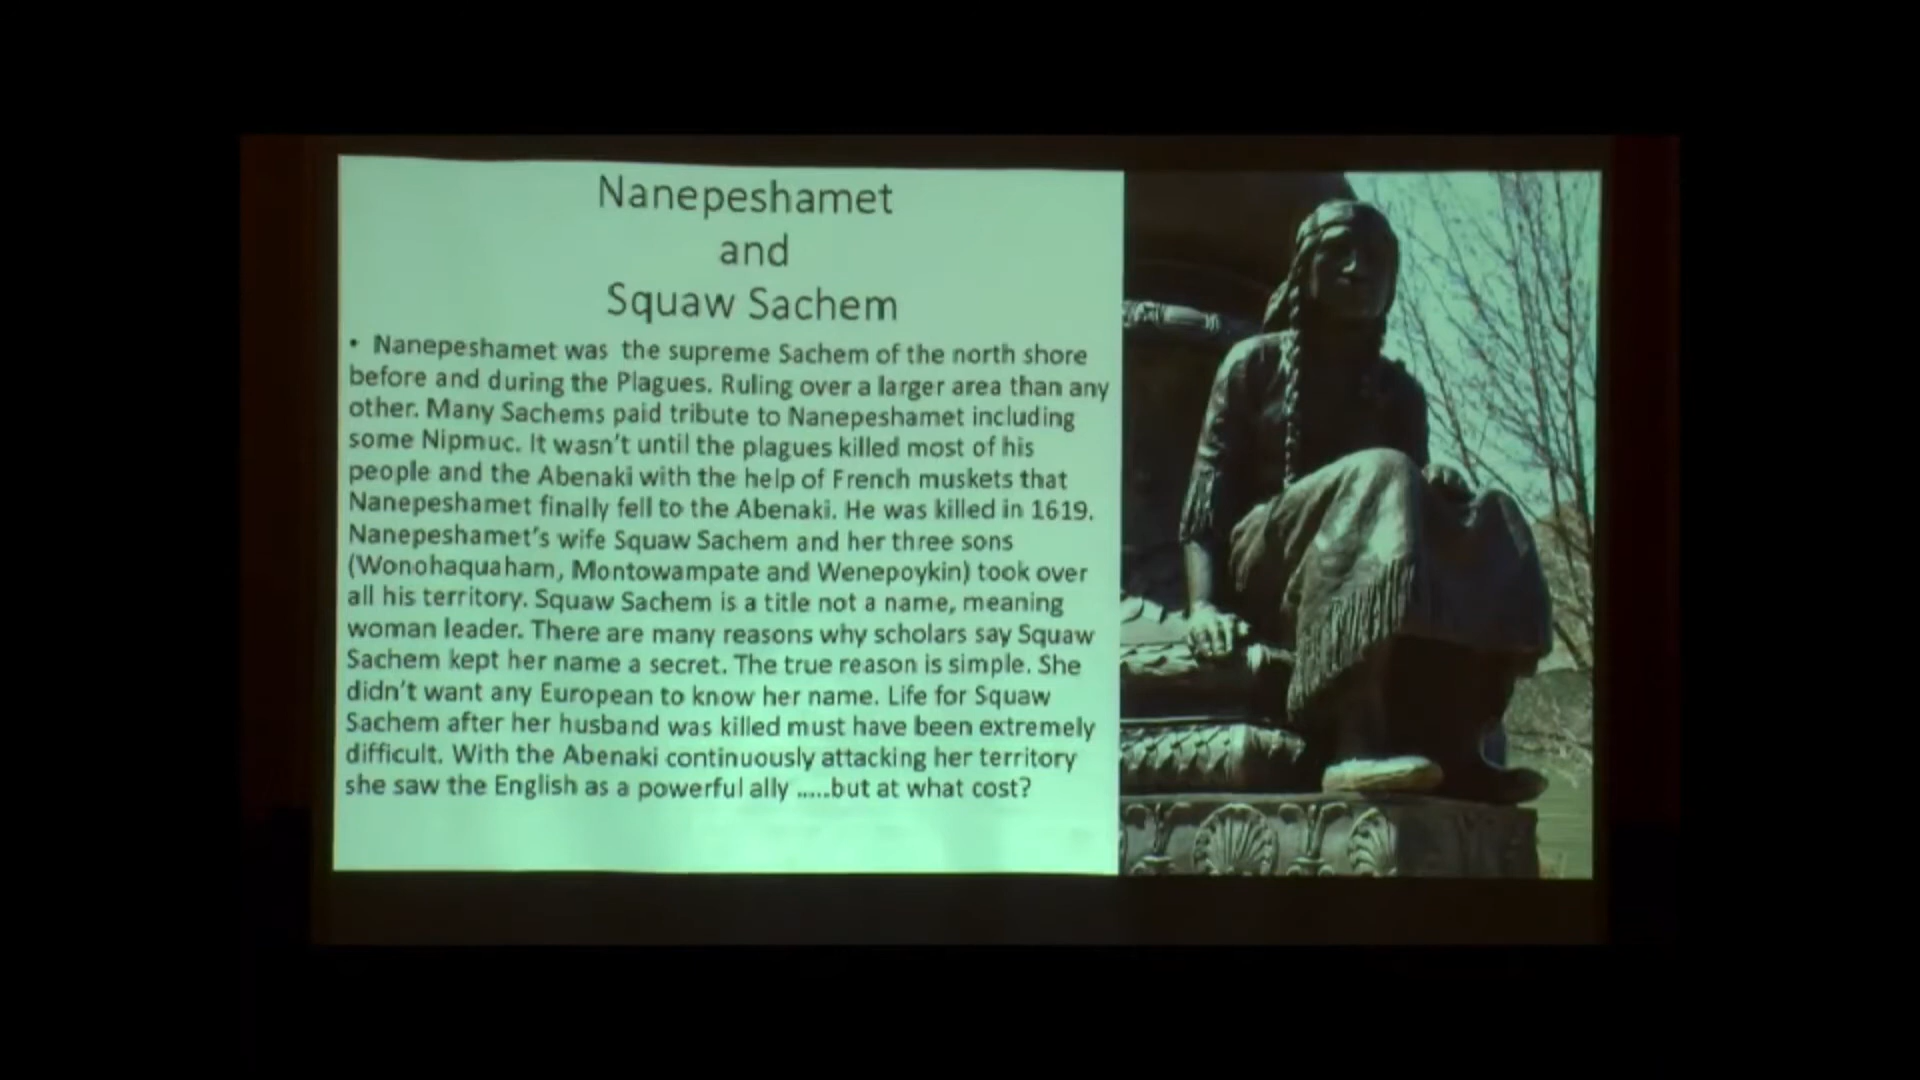 Nanepeshamet
and
Squaw Sachem
• Nanepeshamet was the supreme Sachem of the north shore
before and during the Plagues. Ruling over a larger area than any
other. Many Sachems paid tribute to Nanepeshamet including
some Nipmuc. It wasn't until the plagues killed most of his
people and the Abenaki with the help of French muskets that
Nanepeshamet finally fell to the Abenaki. He was killed in 1619.
Nanepeshamet's wife Squaw Sachem and her three sons
(Wonohaquaham, Montowampate and Wenepoykin) took over
all his territory. Squaw Sachem is a title not a name, meaning
woman leader. There are many reasons why scholars say Squaw
Sachem kept her name a secret. The true reason is simple. She
didn't want any European to know her name. Life for Squaw
Sachem after her husband was killed must have been extremely
difficult. With the Abenaki continuously attacking her territory
she saw the English as a powerful ally .....but at what cost?